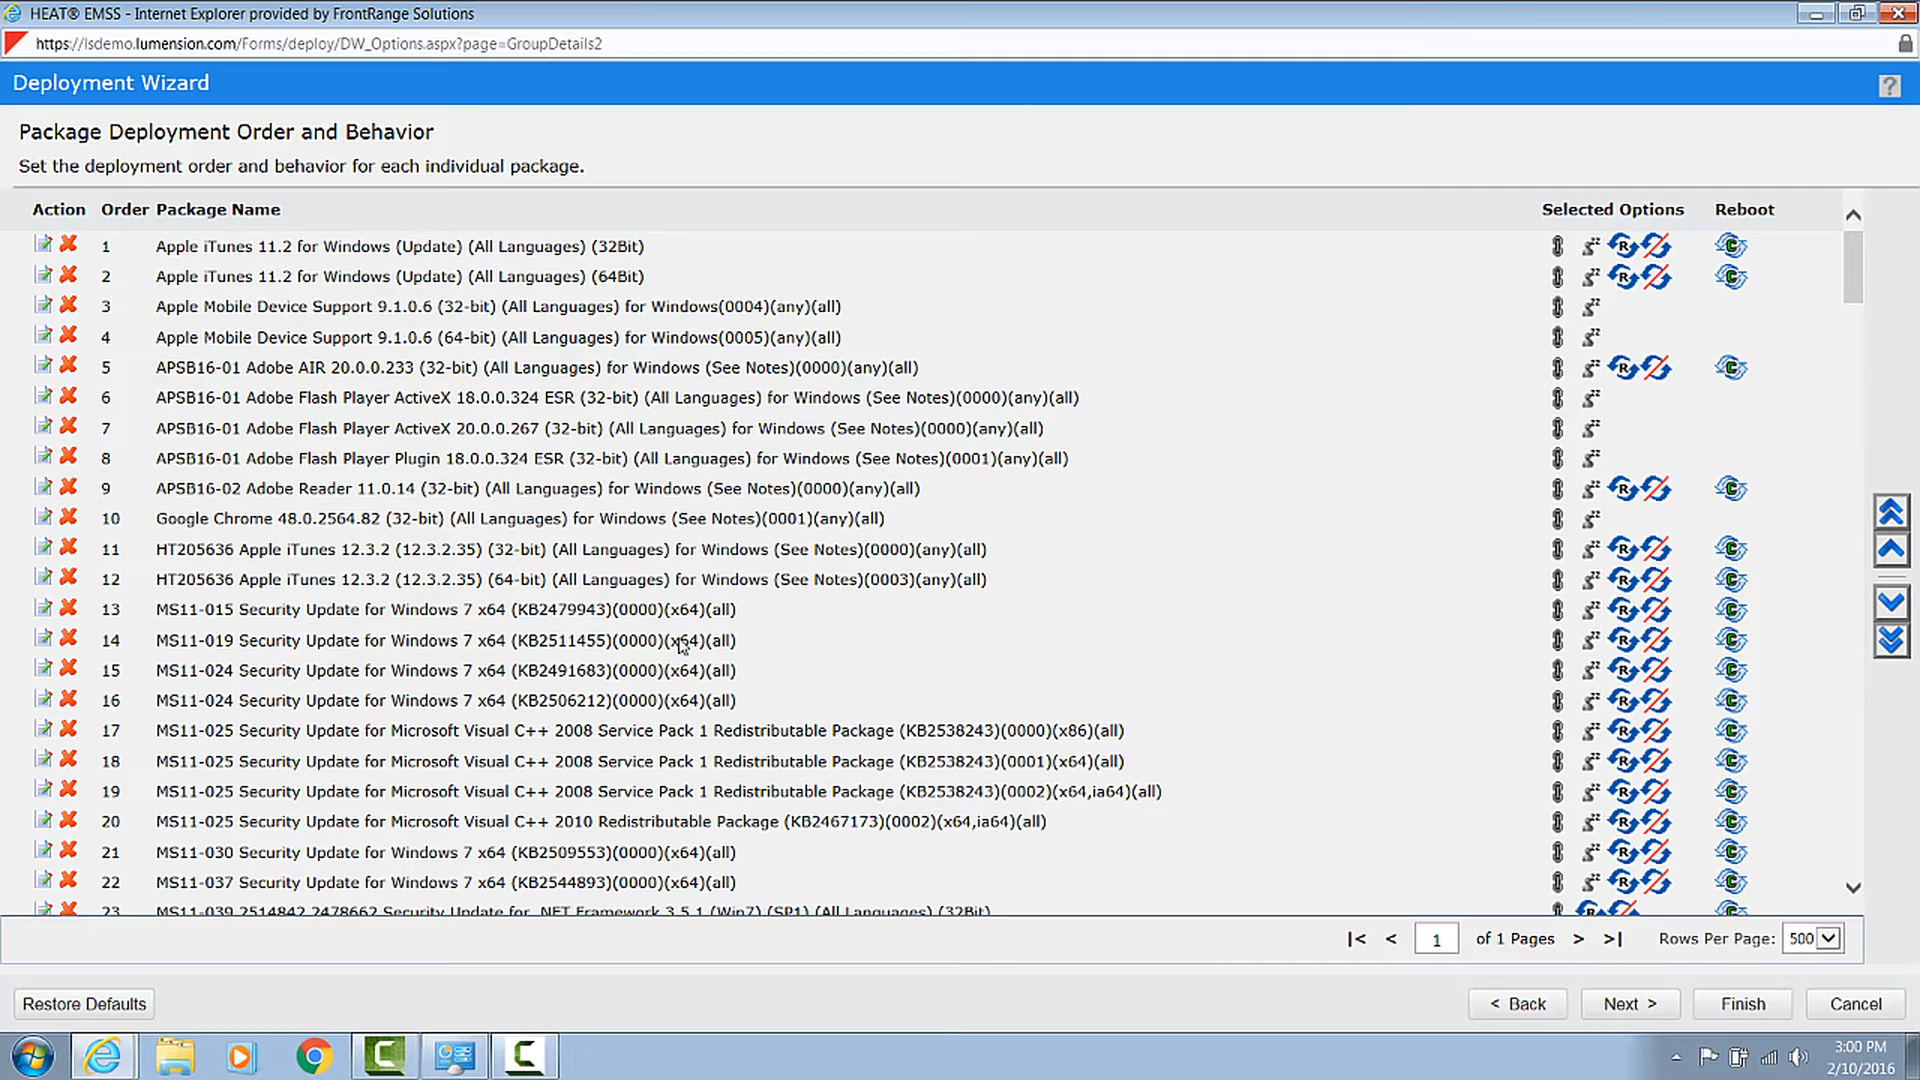 HEAT® EMSS - Internet Explorer provided by FrontRange Solutions
https://lsdemo.lumension.com/Forms/deploy/DW_Options.aspx?page=GroupDetails2
Deployment Wizard
?
Package Deployment Order and Behavior
Set the deployment order and behavior for each individual package.
Action Order Package Name Selected Options Reboot
1 Apple iTunes 11.2 for Windows (Update) (All Languages) (32Bit)
2 Apple iTunes 11.2 for Windows (Update) (All Languages) (64Bit)
3 Apple Mobile Device Support 9.1.0.6 (32-bit) (All Languages) for Windows(0004)(any)(all)
4 Apple Mobile Device Support 9.1.0.6 (64-bit) (All Languages) for Windows(0005)(any)(all)
5 APSB16-01 Adobe AIR 20.0.0.233 (32-bit) (All Languages) for Windows (See Notes)(0000)(any)(all)
6 APSB16-01 Adobe Flash Player ActiveX 18.0.0.324 ESR (32-bit) (All Languages) for Windows (See Notes)(0000)(any)(all)
7 APSB16-01 Adobe Flash Player ActiveX 20.0.0.267 (32-bit) (All Languages) for Windows (See Notes)(0000)(any)(all)
8 APSB16-01 Adobe Flash Player Plugin 18.0.0.324 ESR (32-bit) (All Languages) for Windows (See Notes)(0001)(any)(all)
9 APSB16-02 Adobe Reader 11.0.14 (32-bit) (All Languages) for Windows (See Notes)(0000)(any)(all)
10 Google Chrome 48.0.2564.82 (32-bit) (All Languages) for Windows (See Notes)(0001)(any)(all)
11 HT205636 Apple iTunes 12.3.2 (12.3.2.35) (32-bit) (All Languages) for Windows (See Notes)(0000)(any)(all)
12 HT205636 Apple iTunes 12.3.2 (12.3.2.35) (64-bit) (All Languages) for Windows (See Notes)(0003)(any)(all)
13 MS11-015 Security Update for Windows 7 x64 (KB2479943)(0000)(x64)(all)
14 MS11-019 Security Update for Windows 7 x64 (KB2511455)(0000)(x64)(all)
15 MS11-024 Security Update for Windows 7 x64 (KB2491683)(0000)(x64)(all)
16 MS11-024 Security Update for Windows 7 x64 (KB2506212)(0000)(x64)(all)
17 MS11-025 Security Update for Microsoft Visual C++ 2008 Service Pack 1 Redistributable Package (KB2538243)(0000)(x86)(all)
18 MS11-025 Security Update for Microsoft Visual C++ 2008 Service Pack 1 Redistributable Package (KB2538243)(0001)(x64)(all)
19 MS11-025 Security Update for Microsoft Visual C++ 2008 Service Pack 1 Redistributable Package (KB2538243)(0002)(x64,ia64)(all)
20 MS11-025 Security Update for Microsoft Visual C++ 2010 Redistributable Package (KB2467173)(0002)(x64,ia64)(all)
21 MS11-030 Security Update for Windows 7 x64 (KB2509553)(0000)(x64)(all)
22 MS11-037 Security Update for Windows 7 x64 (KB2544893)(0000)(x64)(all)
23 MS11-039 2514842 2478662 Security Update for .NET Framework 3.5.1 (Win7) (SP1) (All Languages) (32Bit)
|< < 1 of 1 Pages > >| Rows Per Page: 500
Restore Defaults < Back Next > Finish Cancel
3:00 PM
2/10/2016